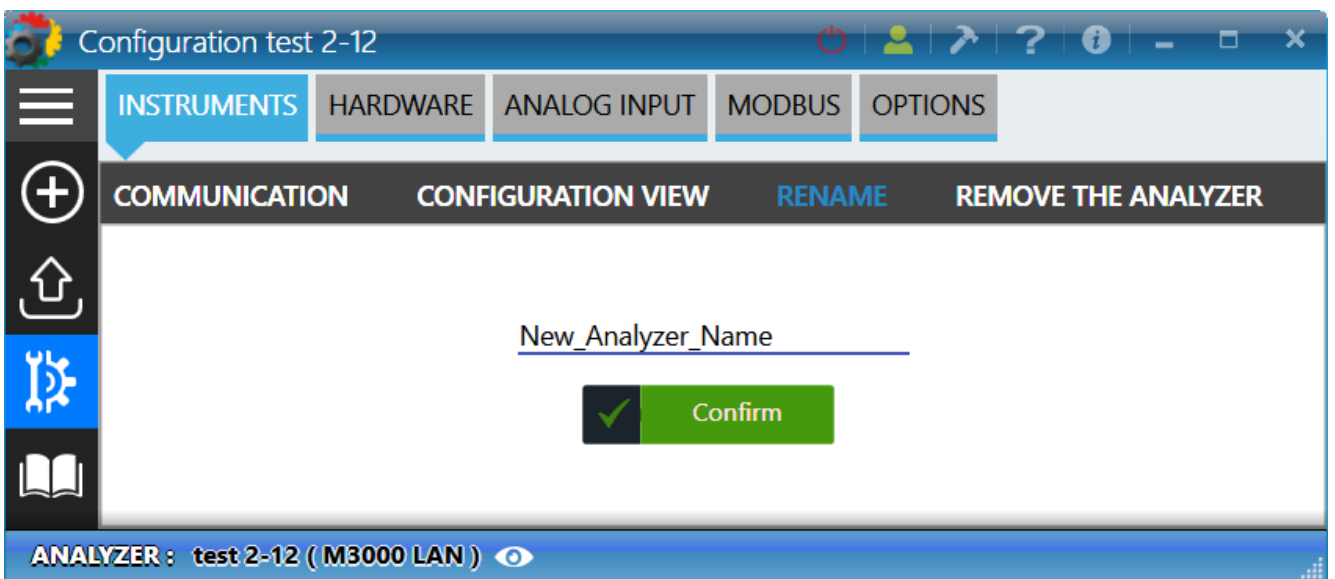 Configuration test 2-12
INSTRUMENTS HARDWARE ANALOG INPUT MODBUS OPTIONS
COMMUNICATION CONFIGURATION VIEW RENAME REMOVE THE ANALYZER
New_Analyzer_Name
Confirm
ANALYZER : test 2-12 ( M3000 LAN )